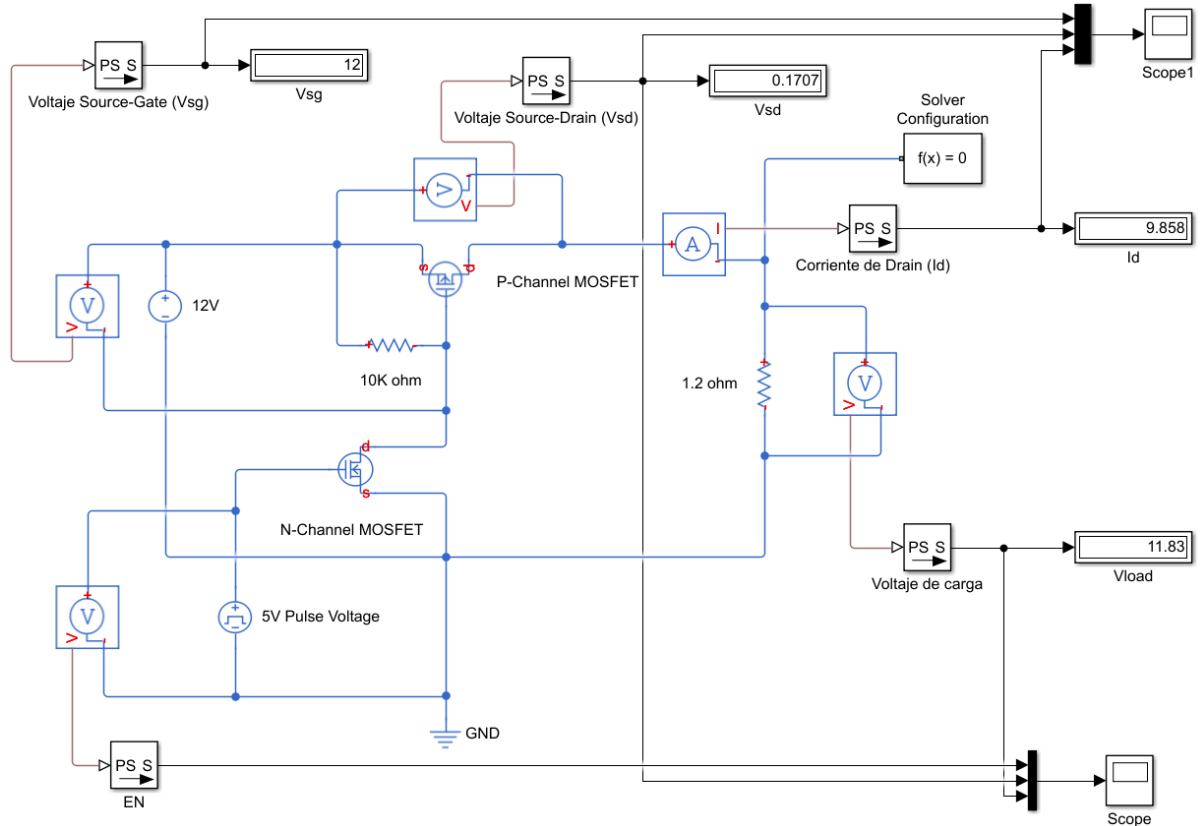 PS S
Voltaje Source-Gate (Vsg)
12
Vsg
PS S
Voltaje Source-Drain (Vsd)
0.1707
Vsd
Scope1
Solver
Configuration
f(x) = 0
+
V
-
V
s
d
P-Channel MOSFET
+
A
I
-
PS S
Corriente de Drain (Id)
9.858
Id
+
V
V
-
+
-
12V
+
-
10K ohm
1.2 ohm
+
-
+
V
V
-
d
s
N-Channel MOSFET
PS S
Voltaje de carga
11.83
Vload
+
V
V
-
+
-
5V Pulse Voltage
GND
PS S
EN
Scope